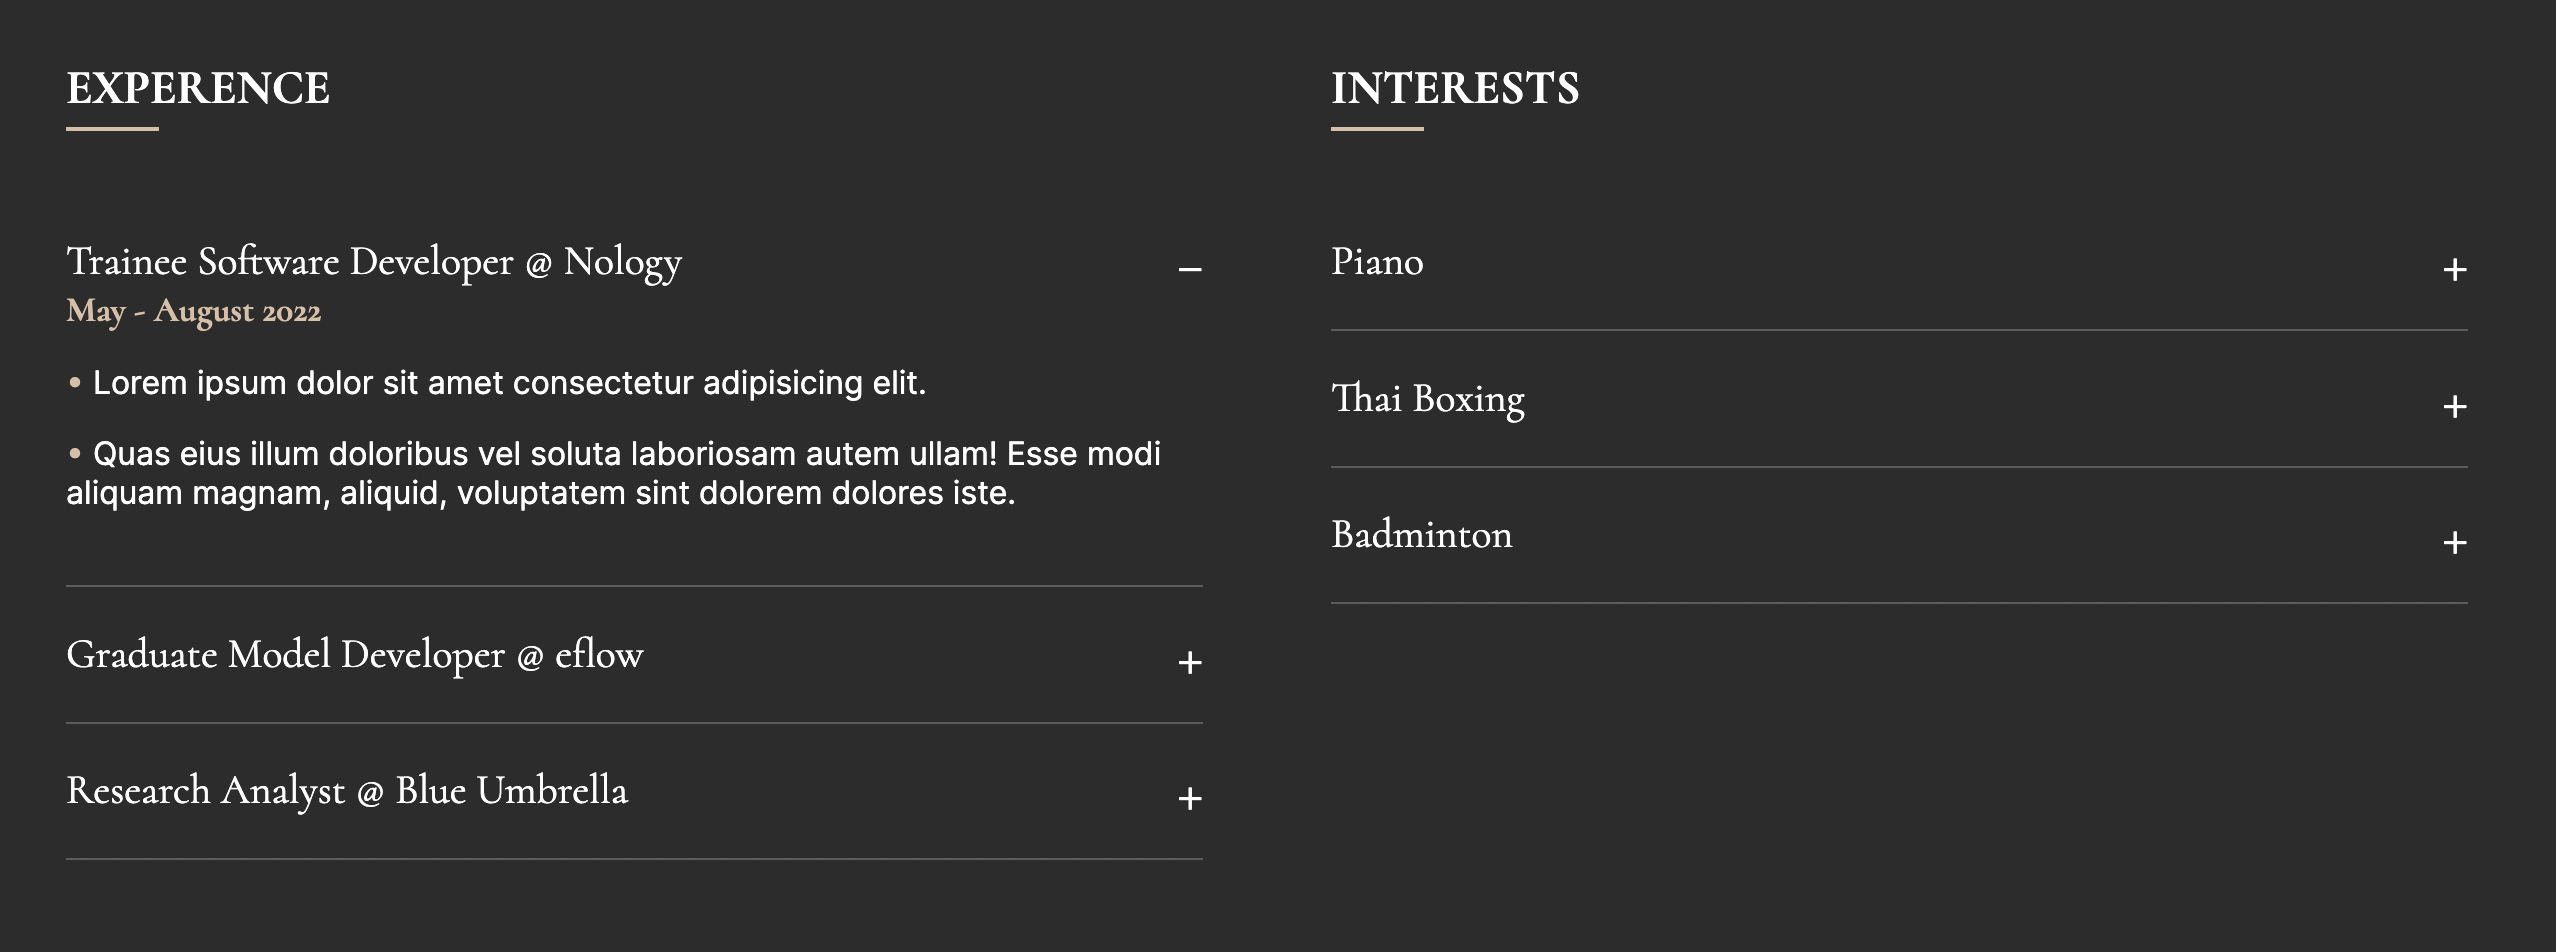 EXPERENCE
Trainee Software Developer @ Nology
May - August 2022
• Lorem ipsum dolor sit amet consectetur adipisicing elit.
• Quas eius illum doloribus vel soluta laboriosam autem ullam! Esse modi
aliquam magnam, aliquid, voluptatem sint dolorem dolores iste.
Graduate Model Developer @ eflow
Research Analyst @ Blue Umbrella
INTERESTS
Piano
Thai Boxing
Badminton